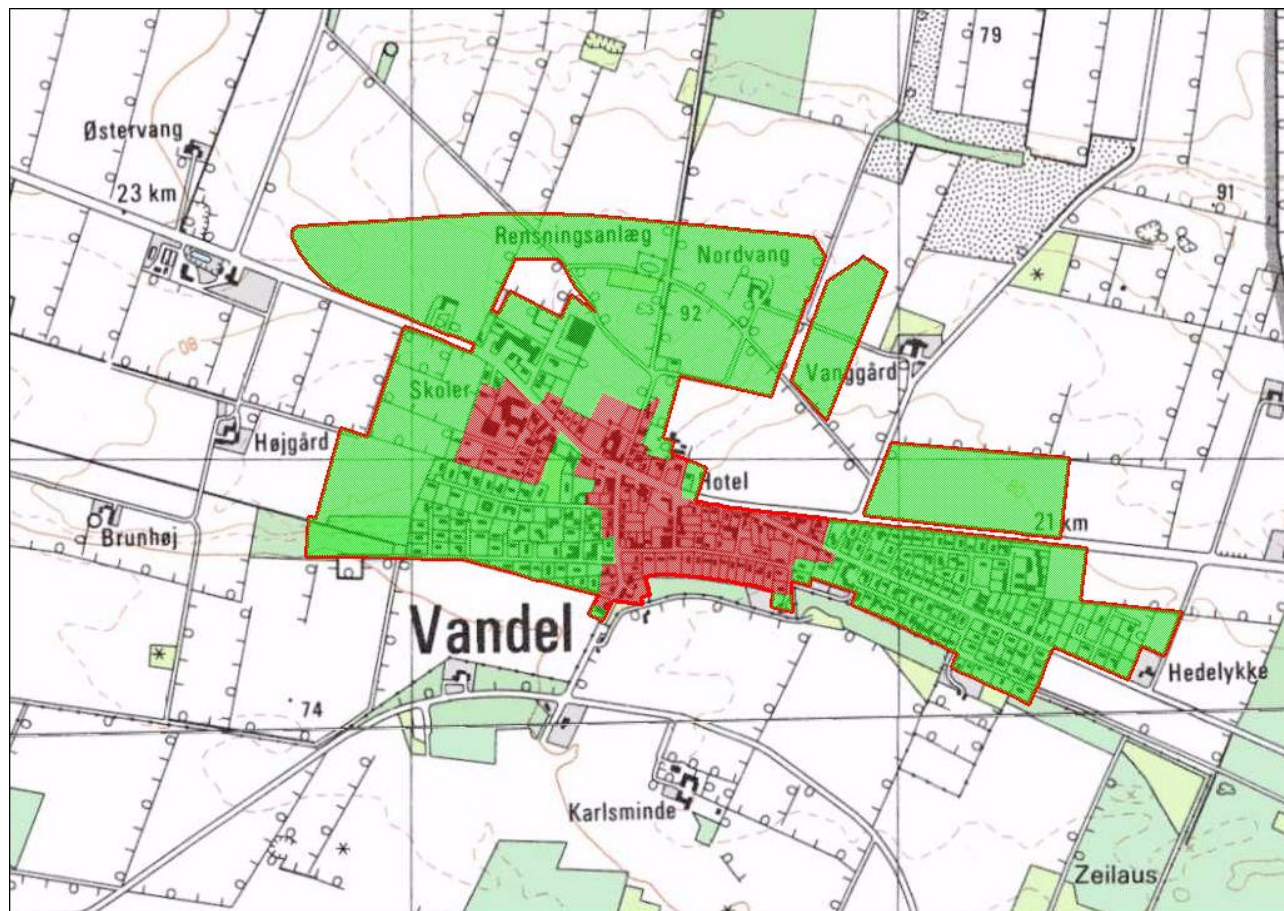 79
Østervang
23 km
91
Rensningsanlæg
Nordvang
92
80
Vanggård
Skoler
Højgård
Hotel
21 km
Brunhøj
Vandel
Hedelykke
74
Karlsminde
Zeilaus